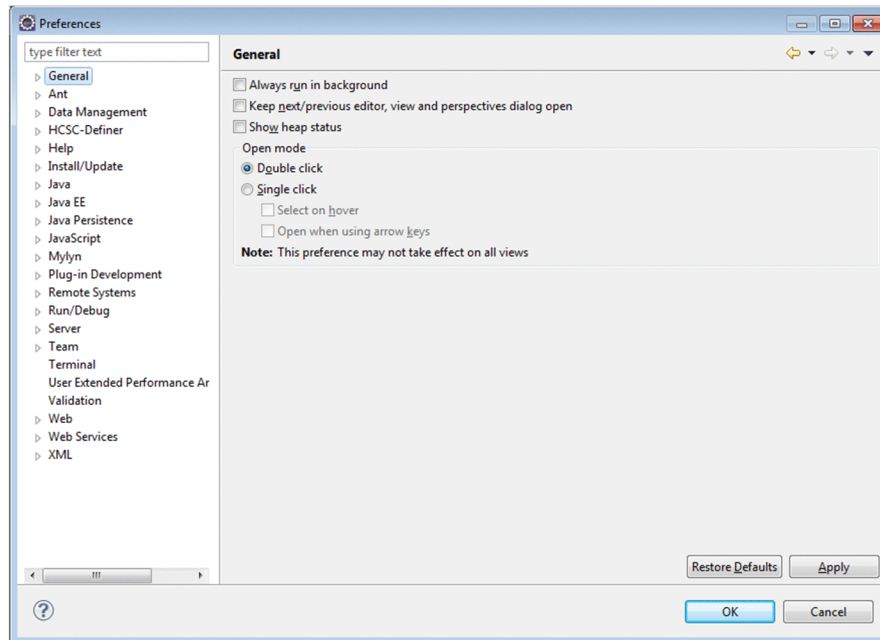 Preferences
type filter text
General
Ant
Data Management
HCSC-Definer
Help
Install/Update
Java
Java EE
Java Persistence
JavaScript
Mylyn
Plug-in Development
Remote Systems
Run/Debug
Server
Team
Terminal
User Extended Performance Ar
Validation
Web
Web Services
XML
General
Always run in background
Keep next/previous editor, view and perspectives dialog open
Show heap status
Open mode
Double click
Single click
Select on hover
Open when using arrow keys
Note: This preference may not take effect on all views
Restore Defaults
Apply
?
OK
Cancel